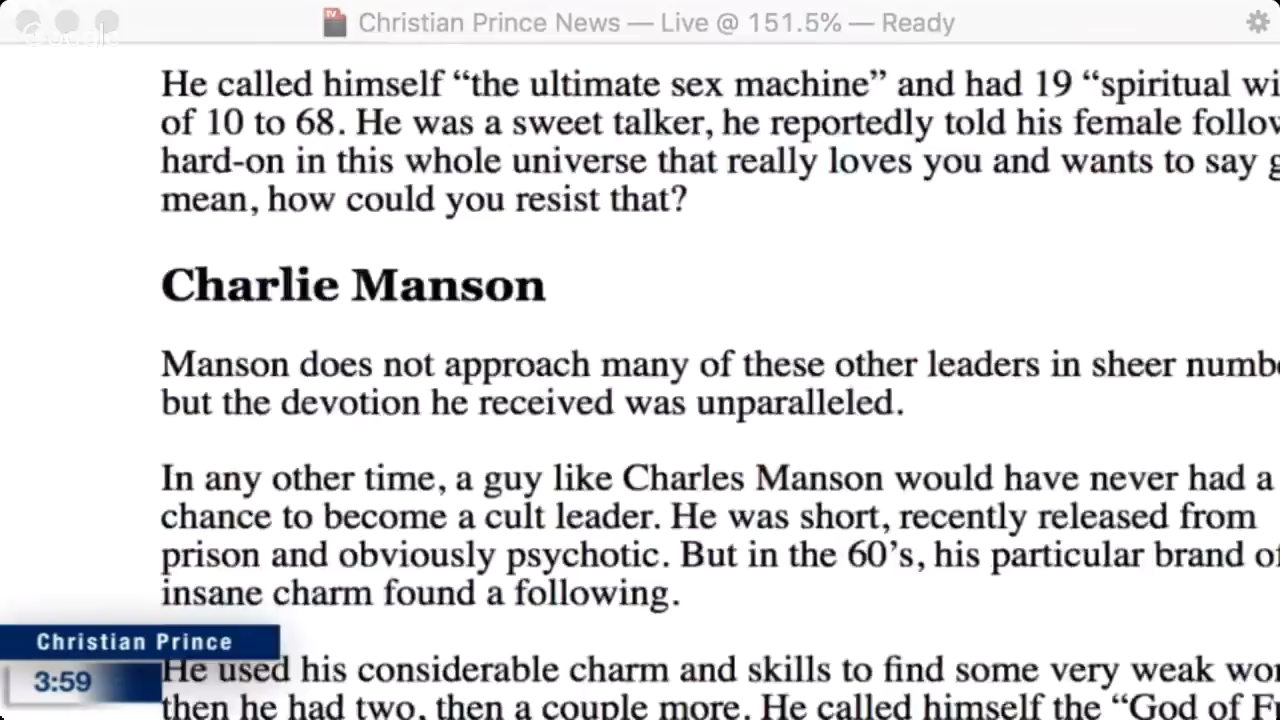 Christian Prince News — Live @ 151.5% — Ready
Google
He called himself “the ultimate sex machine” and had 19 “spiritual wi
of 10 to 68. He was a sweet talker, he reportedly told his female follow
hard-on in this whole universe that really loves you and wants to say g
mean, how could you resist that?
Charlie Manson
Manson does not approach many of these other leaders in sheer numbe
but the devotion he received was unparalleled.
In any other time, a guy like Charles Manson would have never had a
chance to become a cult leader. He was short, recently released from
prison and obviously psychotic. But in the 60’s, his particular brand of
insane charm found a following.
He used his considerable charm and skills to find some very weak wo
then he had two, then a couple more. He called himself the “God of Fu
Christian Prince
3:59